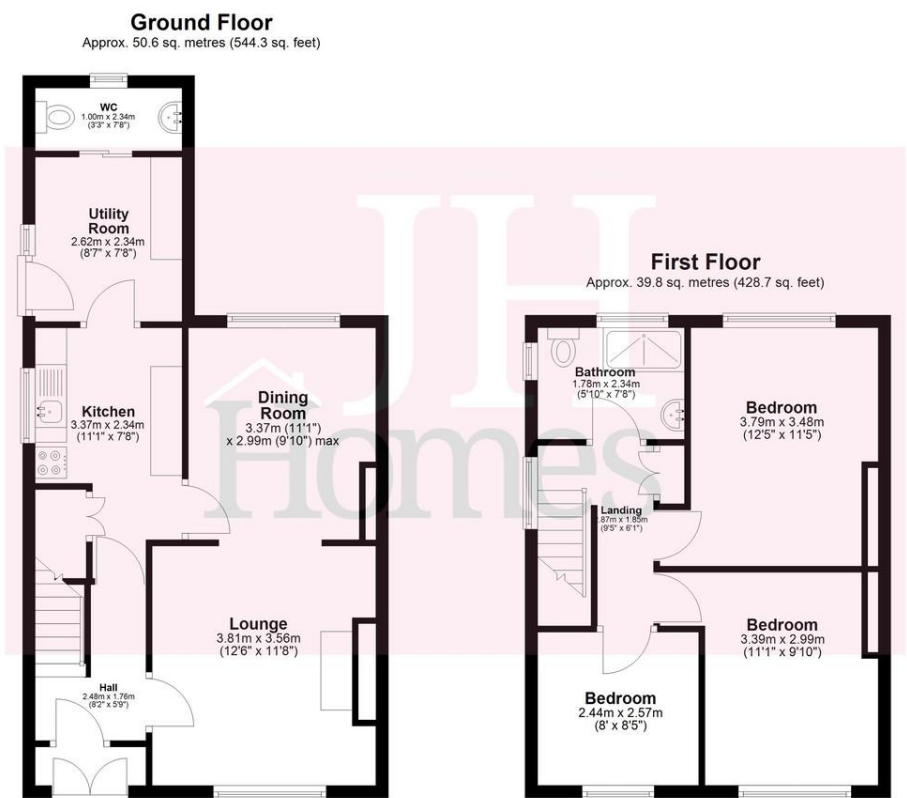 Ground Floor
Approx. 50.6 sq. metres (544.3 sq. feet)
WC
1.00m x 2.34m
(3'3" x 7'8")
Utility
Room
2.62m x 2.34m
(8'7" x 7'8")
Kitchen
3.37m x 2.34m
(11'1" x 7'8")
Dining
Room
3.37m (11'1")
x 2.99m (9'10") max
Lounge
3.81m x 3.56m
(12'6" x 11'8")
Hall
2.48m x 1.76m
(8'2" x 5'9")
First Floor
Approx. 39.8 sq. metres (428.7 sq. feet)
Bathroom
1.78m x 2.34m
(5'10" x 7'8")
Bedroom
3.79m x 3.48m
(12'5" x 11'5")
Landing
.87m x 1.85m
(9'5" x 6'1")
Bedroom
3.39m x 2.99m
(11'1" x 9'10")
Bedroom
2.44m x 2.57m
(8' x 8'5")
JH
Homes